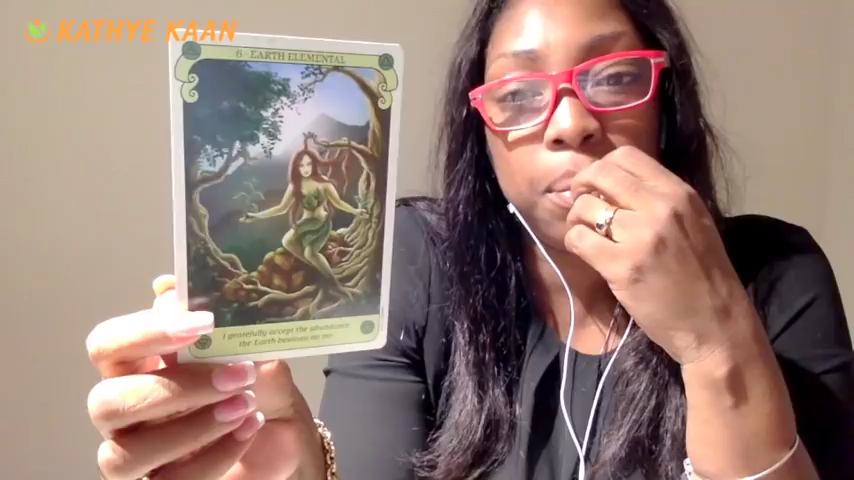 KATHYE KAAN
6 - EARTH ELEMENTAL
I gratefully accept the abundance
the Earth bestows on me